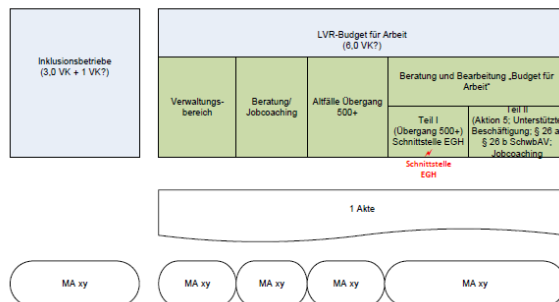 Inklusionsbetriebe
(3,0 VK + 1 VK?)
LVR-Budget für Arbeit
(6,0 VK?)
Verwaltungs-
bereich
Beratung/
Jobcoaching
Altfälle Übergang
500+
Beratung und Bearbeitung „Budget für
Arbeit“
Teil I
(Übergang 500+)
Schnittstelle EGH
Schnittstelle
EGH
Teil II
(Aktion 5; Unterstützte
Beschäftigung; § 26 a
§ 26 b SchwbAV;
Jobcoaching
1 Akte
MA xy
MA xy
MA xy
MA xy
MA xy